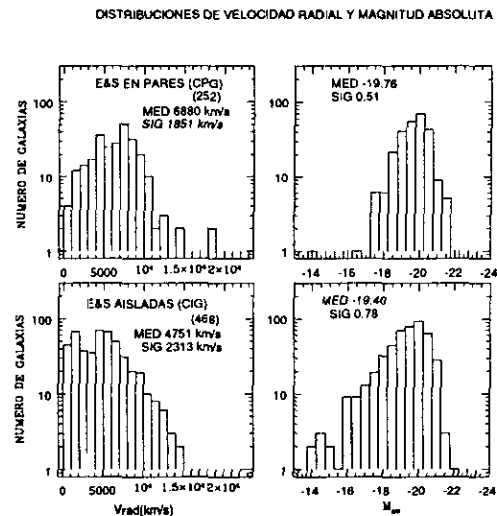 DISTRIBUCIONES DE VELOCIDAD RADIAL Y MAGNITUD ABSOLUTA
E&S EN PARES (CPG)
(252)
MED 6880 km/s
SIG 1851 km/s
NUMERO DE GALAXIAS
100
10
1
0 5000 10⁴ 1.5×10⁴ 2×10⁴
MED -19.76
SIG 0.51
100
10
1
-14 -16 -18 -20 -22 -24
E&S AISLADAS (CIG)
(468)
MED 4751 km/s
SIG 2313 km/s
NUMERO DE GALAXIAS
100
10
1
0 5000 10⁴ 1.5×10⁴ 2×10⁴
Vrad(km/s)
MED -19.40
SIG 0.78
100
10
1
-14 -16 -18 -20 -22 -24